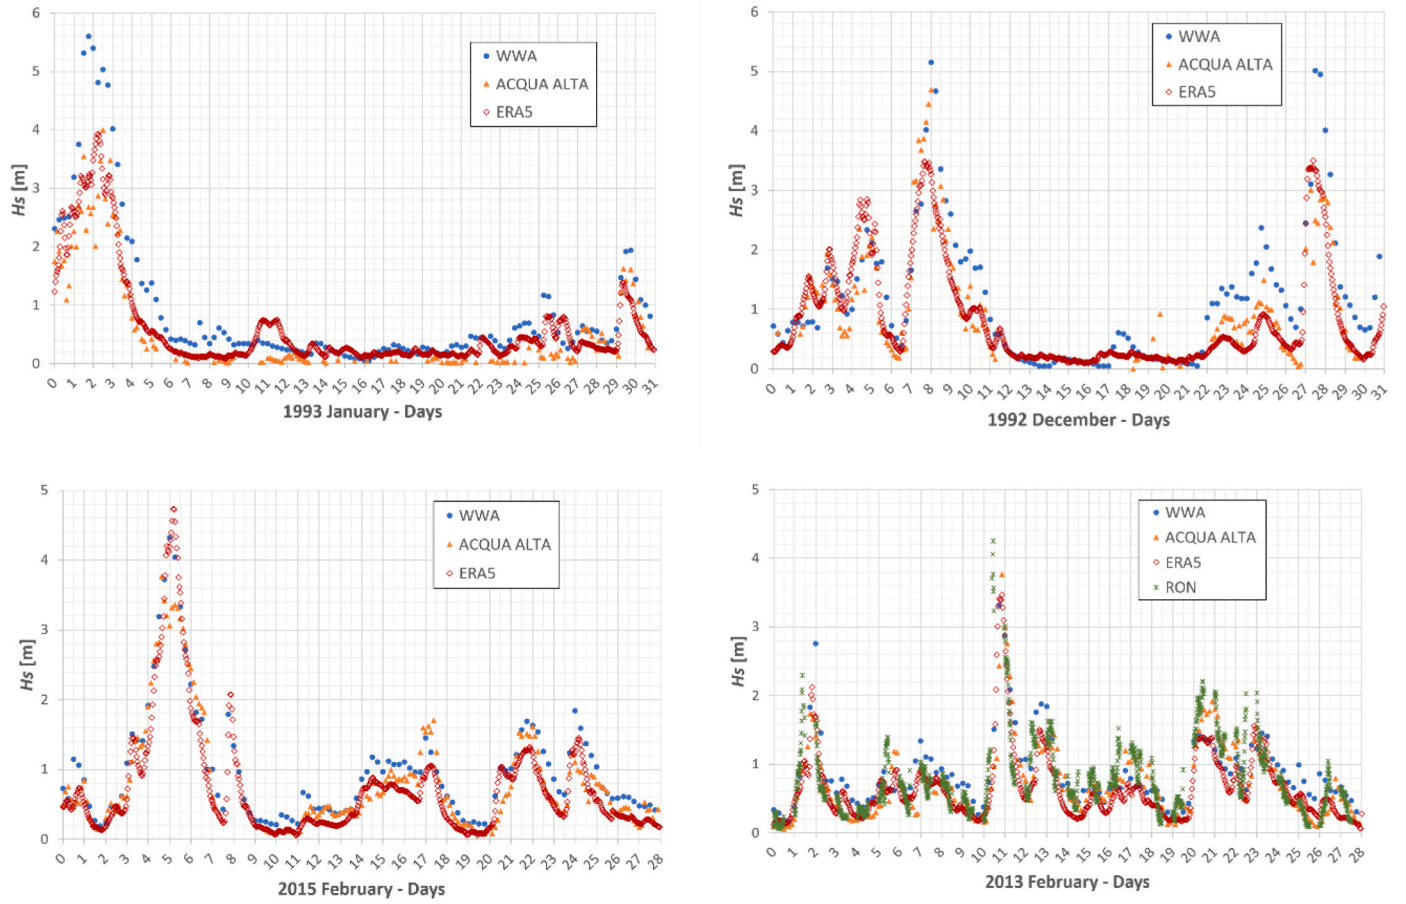 6
5
4
3
2
1
0
Hs [m]
WWA
ACQUA ALTA
ERA5
0 1 2 3 4 5 6 7 8 9 10 11 12 13 14 15 16 17 18 19 20 21 22 23 24 25 26 27 28 29 30 31
1993 January - Days
6
5
4
3
2
1
0
Hs [m]
WWA
ACQUA ALTA
ERA5
0 1 2 3 4 5 6 7 8 9 10 11 12 13 14 15 16 17 18 19 20 21 22 23 24 25 26 27 28 29 30 31
1992 December - Days
5
4
3
2
1
0
Hs [m]
WWA
ACQUA ALTA
ERA5
0 1 2 3 4 5 6 7 8 9 10 11 12 13 14 15 16 17 18 19 20 21 22 23 24 25 26 27 28
2015 February - Days
5
4
3
2
1
0
Hs [m]
WWA
ACQUA ALTA
ERA5
RON
0 1 2 3 4 5 6 7 8 9 10 11 12 13 14 15 16 17 18 19 20 21 22 23 24 25 26 27 28
2013 February - Days